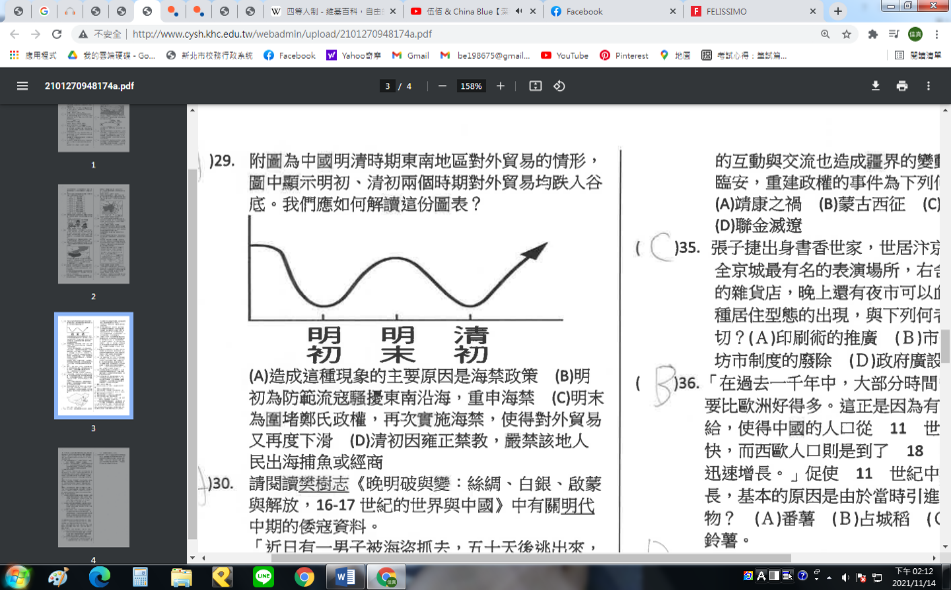 四等人制 - 維基百科，自由
伍佰 & China Blue【
Facebook
FELISSIMO
不安全
http://www.cysh.khc.edu.tw/webadmin/upload/2101270948174a.pdf
應用程式
我的雲端硬碟 - Go...
新北市校務行政系統
Facebook
Yahoo奇摩
Gmail
be198675@gmail...
YouTube
Pinterest
地圖
閱讀清單
2101270948174a.pdf
3 / 4
158%
1
2
3
4
)29. 附圖為中國明清時期東南地區對外貿易的情形，
圖中顯示明初、清初兩個時期對外貿易均跌入谷
底。我們應如何解讀這份圖表？
明初
明末
清初
(A)造成這種現象的主要原因是海禁政策 (B)明
初為防範流寇騷擾東南沿海，重申海禁 (C)明末
為圍堵鄭氏政權，再次實施海禁，使得對外貿易
又再度下滑 (D)清初因雍正禁教，嚴禁該地人
民出海捕魚或經商
)30. 請閱讀樊樹志《晚明破與變：絲綢、白銀、啟蒙
與解放，16-17 世紀的世界與中國》中有關明代
中期的倭寇資料。
「近日有一男子被海盜抓去，五十天後逃出來，
的互動與交流也造成疆界的變
臨安，重建政權的事件為下列
(A)靖康之禍 (B)蒙古西征 (C)
(D)聯金滅遼
( C )35. 張子捷出身書香世家，世居汴京
全京城最有名的表演場所，右
的雜貨店，晚上還有夜市可以
種居住型態的出現，與下列何
切？(A)印刷術的推廣 (B)市
坊市制度的廢除 (D)政府廣設
( B )36. 「在過去一千年中，大部分時間
要比歐洲好得多。這正是因為有
給，使得中國的人口從 11 世
快，而西歐人口則是到了 18
迅速增長。」促使 11 世紀中
長，基本的原因是由於當時引進
物？ (A)番薯 (B)占城稻 (
鈴薯。
下午 02:12
2021/11/14